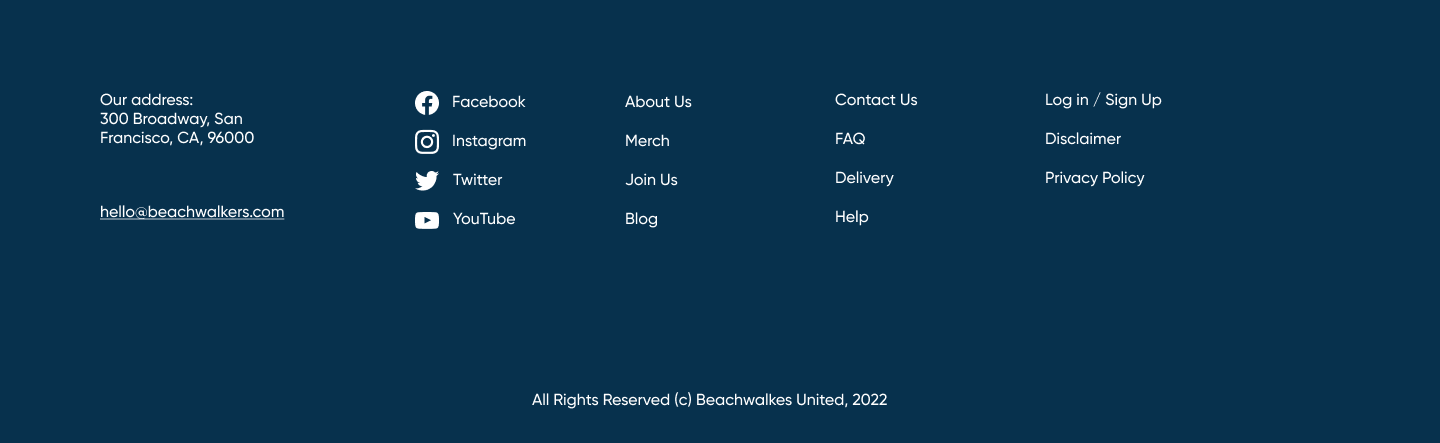 Our address:
300 Broadway, San
Francisco, CA, 96000
hello@beachwalkers.com
Facebook
Instagram
Twitter
YouTube
About Us
Merch
Join Us
Blog
Contact Us
FAQ
Delivery
Help
Log in / Sign Up
Disclaimer
Privacy Policy
All Rights Reserved (c) Beachwalkes United, 2022